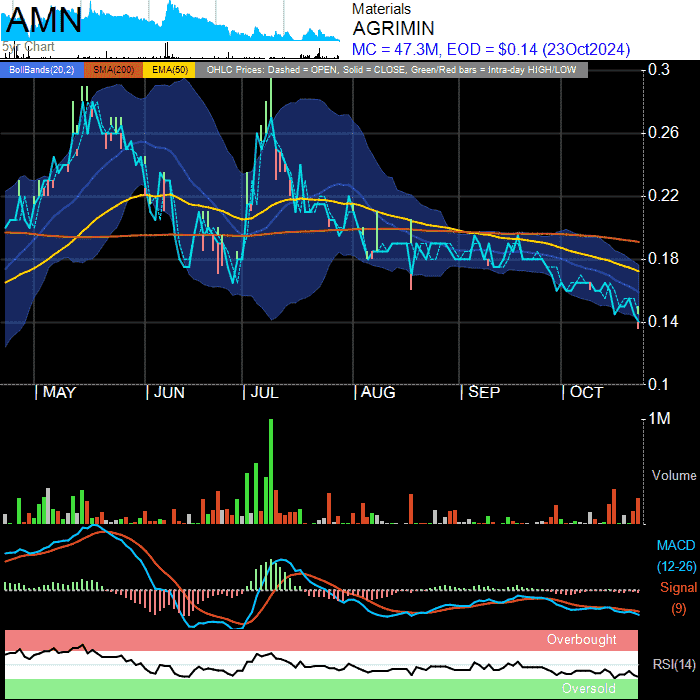 AMN
5yr Chart
Materials
AGRIMIN
MC = 47.3M, EOD = $0.14 (23Oct2024)
BollBands(20,2) SMA(200) EMA(50) OHLC Prices: Dashed = OPEN, Solid = CLOSE, Green/Red bars = Intra-day HIGH/LOW
0.3
0.26
0.22
0.18
0.14
0.1
MAY JUN JUL AUG SEP OCT
1M
Volume
MACD
(12-26)
Signal
(9)
Overbought
RSI(14)
Oversold